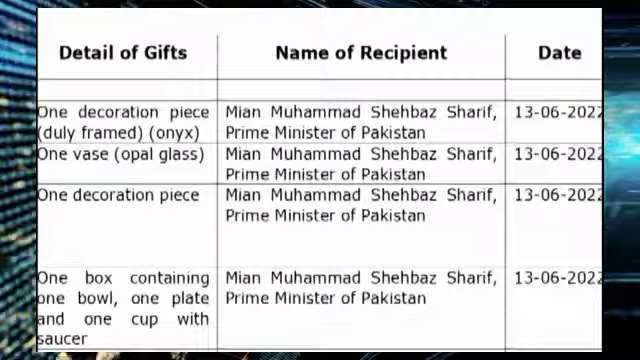 Detail of Gifts Name of Recipient Date
One decoration piece Mian Muhammad Shehbaz Sharif, 13-06-2022
(duly framed) (onyx) Prime Minister of Pakistan
One vase (opal glass) Mian Muhammad Shehbaz Sharif, 13-06-2022
Prime Minister of Pakistan
One decoration piece Mian Muhammad Shehbaz Sharif, 13-06-2022
Prime Minister of Pakistan
One box containing Mian Muhammad Shehbaz Sharif, 13-06-2022
one bowl, one plate Prime Minister of Pakistan
and one cup with
saucer